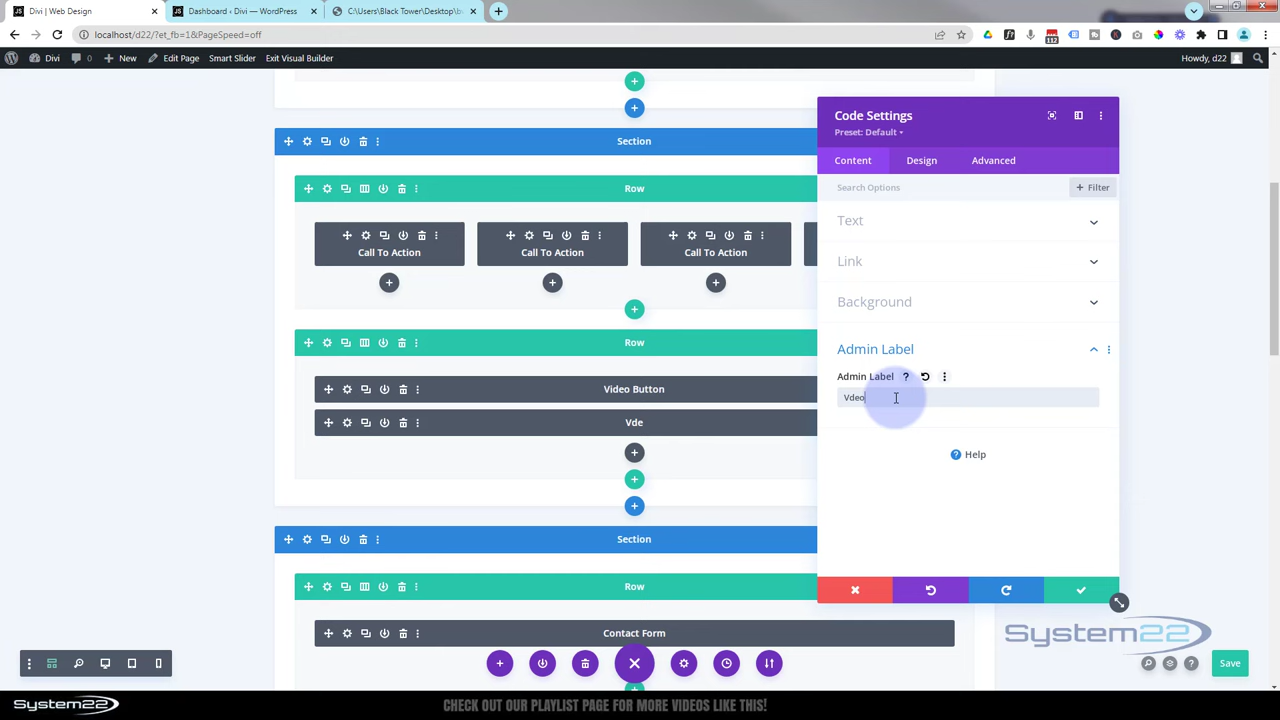 Divi | Web Design
Dashboard ‹ Divi — WordPress
C:\Users\Black Tower\Desktop\b
localhost/d22/?et_fb=1&PageSpeed=off
112
Divi
0
New
Edit Page
Smart Slider
Exit Visual Builder
Howdy, d22
Section
Row
Call To Action
Call To Action
Call To Action
Row
Video Button
Vde
Section
Row
Contact Form
Code Settings
Preset: Default
Content
Design
Advanced
Search Options
+ Filter
Text
Link
Background
Admin Label
Admin Label
Vdeo
Help
System22
Save
System22
CHECK OUT OUR PLAYLIST PAGE FOR MORE VIDEOS LIKE THIS!